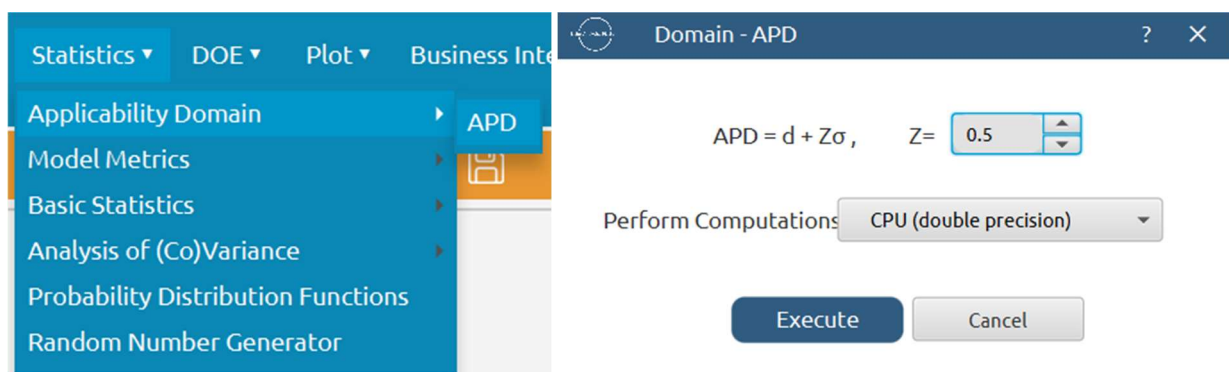 Statistics ▾ DOE ▾ Plot ▾ Business Inte
Applicability Domain
APD
Model Metrics
Basic Statistics
Analysis of (Co)Variance
Probability Distribution Functions
Random Number Generator
Domain - APD ? ×
APD = d + Zσ , Z= 0.5
Perform Computations CPU (double precision)
Execute Cancel